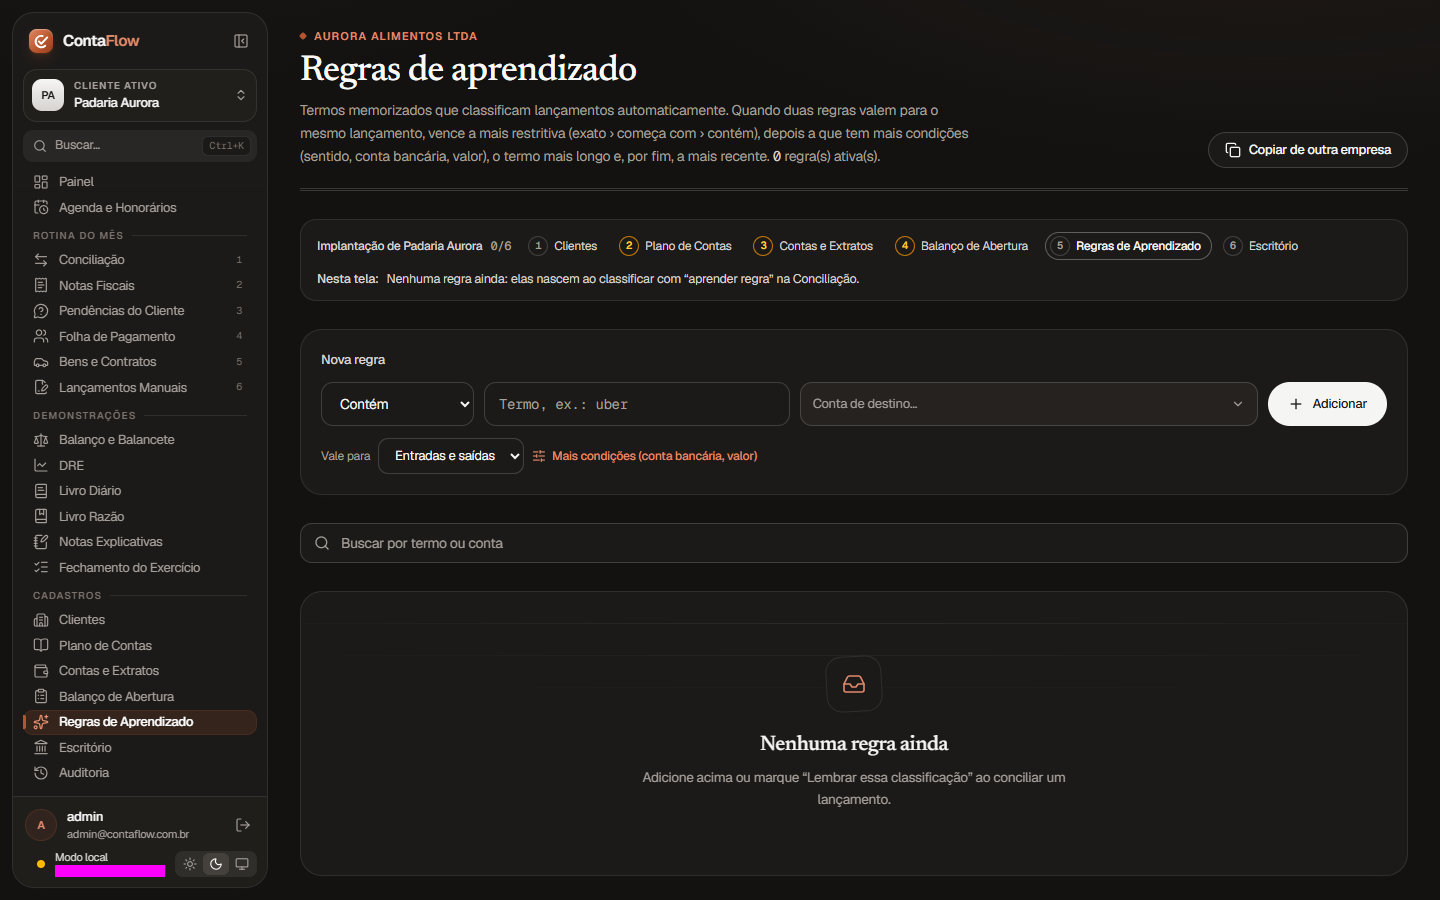 ContaFlow
PA
CLIENTE ATIVO
Padaria Aurora
Buscar...
Ctrl+K
Painel
Agenda e Honorários
ROTINA DO MÊS
Conciliação 1
Notas Fiscais 2
Pendências do Cliente 3
Folha de Pagamento 4
Bens e Contratos 5
Lançamentos Manuais 6
DEMONSTRAÇÕES
Balanço e Balancete
DRE
Livro Diário
Livro Razão
Notas Explicativas
Fechamento do Exercício
CADASTROS
Clientes
Plano de Contas
Contas e Extratos
Balanço de Abertura
Regras de Aprendizado
Escritório
Auditoria
A
admin
admin@contaflow.com.br
Modo local
AURORA ALIMENTOS LTDA
Regras de aprendizado
Termos memorizados que classificam lançamentos automaticamente. Quando duas regras valem para o
mesmo lançamento, vence a mais restritiva (exato › começa com › contém), depois a que tem mais condições
(sentido, conta bancária, valor), o termo mais longo e, por fim, a mais recente. 0 regra(s) ativa(s).
Copiar de outra empresa
Implantação de Padaria Aurora 0/6 1 Clientes 2 Plano de Contas 3 Contas e Extratos 4 Balanço de Abertura 5 Regras de Aprendizado 6 Escritório
Nesta tela: Nenhuma regra ainda: elas nascem ao classificar com “aprender regra” na Conciliação.
Nova regra
Contém
Termo, ex.: uber
Conta de destino...
Adicionar
Vale para
Entradas e saídas
Mais condições (conta bancária, valor)
Buscar por termo ou conta
Nenhuma regra ainda
Adicione acima ou marque “Lembrar essa classificação” ao conciliar um
lançamento.